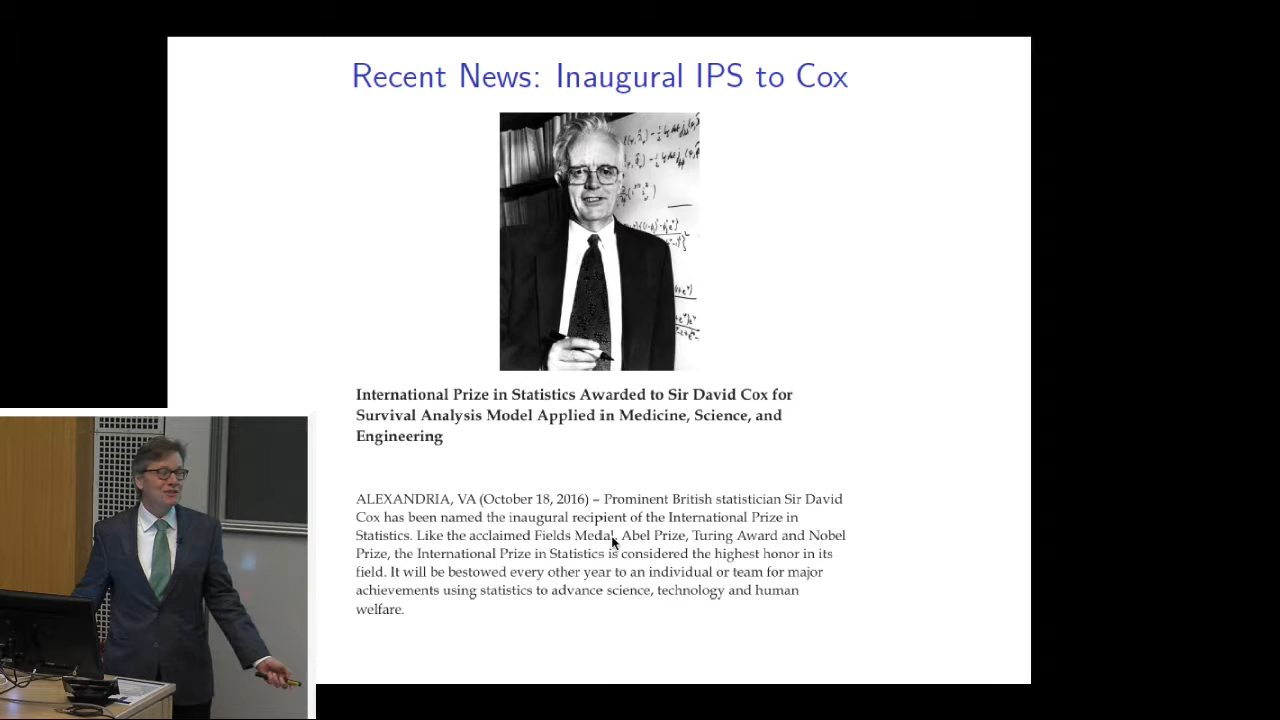 Recent News: Inaugural IPS to Cox
International Prize in Statistics Awarded to Sir David Cox for
Survival Analysis Model Applied in Medicine, Science, and
Engineering
ALEXANDRIA, VA (October 18, 2016) – Prominent British statistician Sir David
Cox has been named the inaugural recipient of the International Prize in
Statistics. Like the acclaimed Fields Medal, Abel Prize, Turing Award and Nobel
Prize, the International Prize in Statistics is considered the highest honor in its
field. It will be bestowed every other year to an individual or team for major
achievements using statistics to advance science, technology and human
welfare.